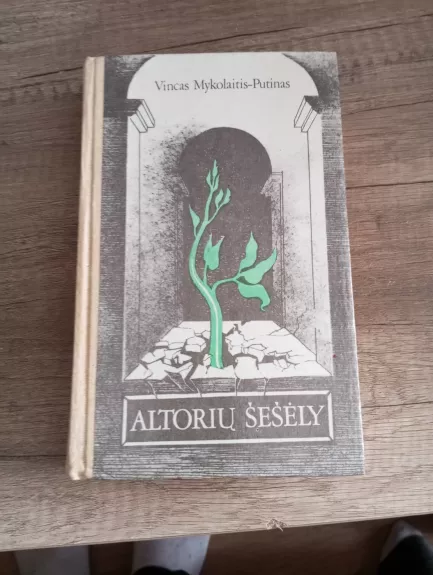 Vincas Mykolaitis-Putinas
ALTORIŲ ŠEŠĖLY